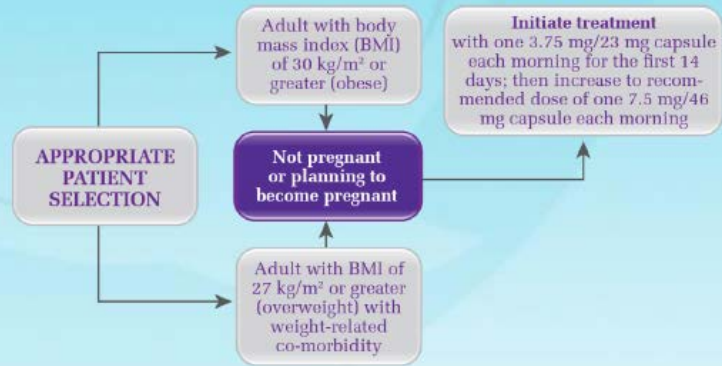 APPROPRIATE
PATIENT
SELECTION
Adult with body
mass index (BMI)
of 30 kg/m² or
greater (obese)
Not pregnant
or planning to
become pregnant
Adult with BMI of
27 kg/m² or greater
(overweight) with
weight-related
co-morbidity
Initiate treatment
with one 3.75 mg/23 mg capsule
each morning for the first 14
days; then increase to recom-
mended dose of one 7.5 mg/46
mg capsule each morning